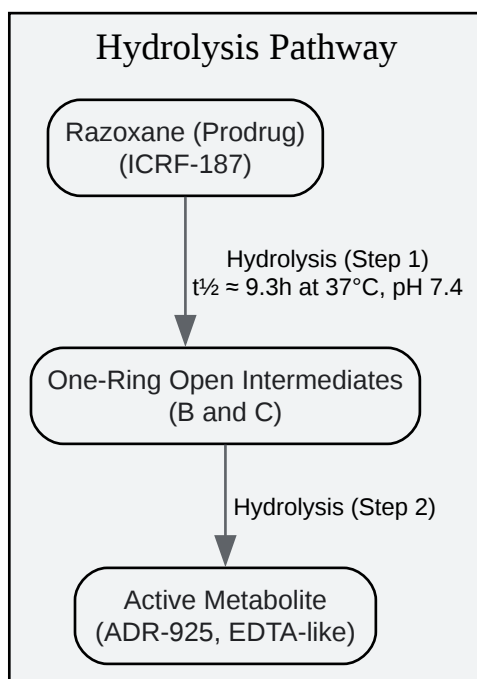 Hydrolysis Pathway
Razoxane (Prodrug)
(ICRF-187)
Hydrolysis (Step 1)
t½ ≈ 9.3h at 37°C, pH 7.4
One-Ring Open Intermediates
(B and C)
Hydrolysis (Step 2)
Active Metabolite
(ADR-925, EDTA-like)